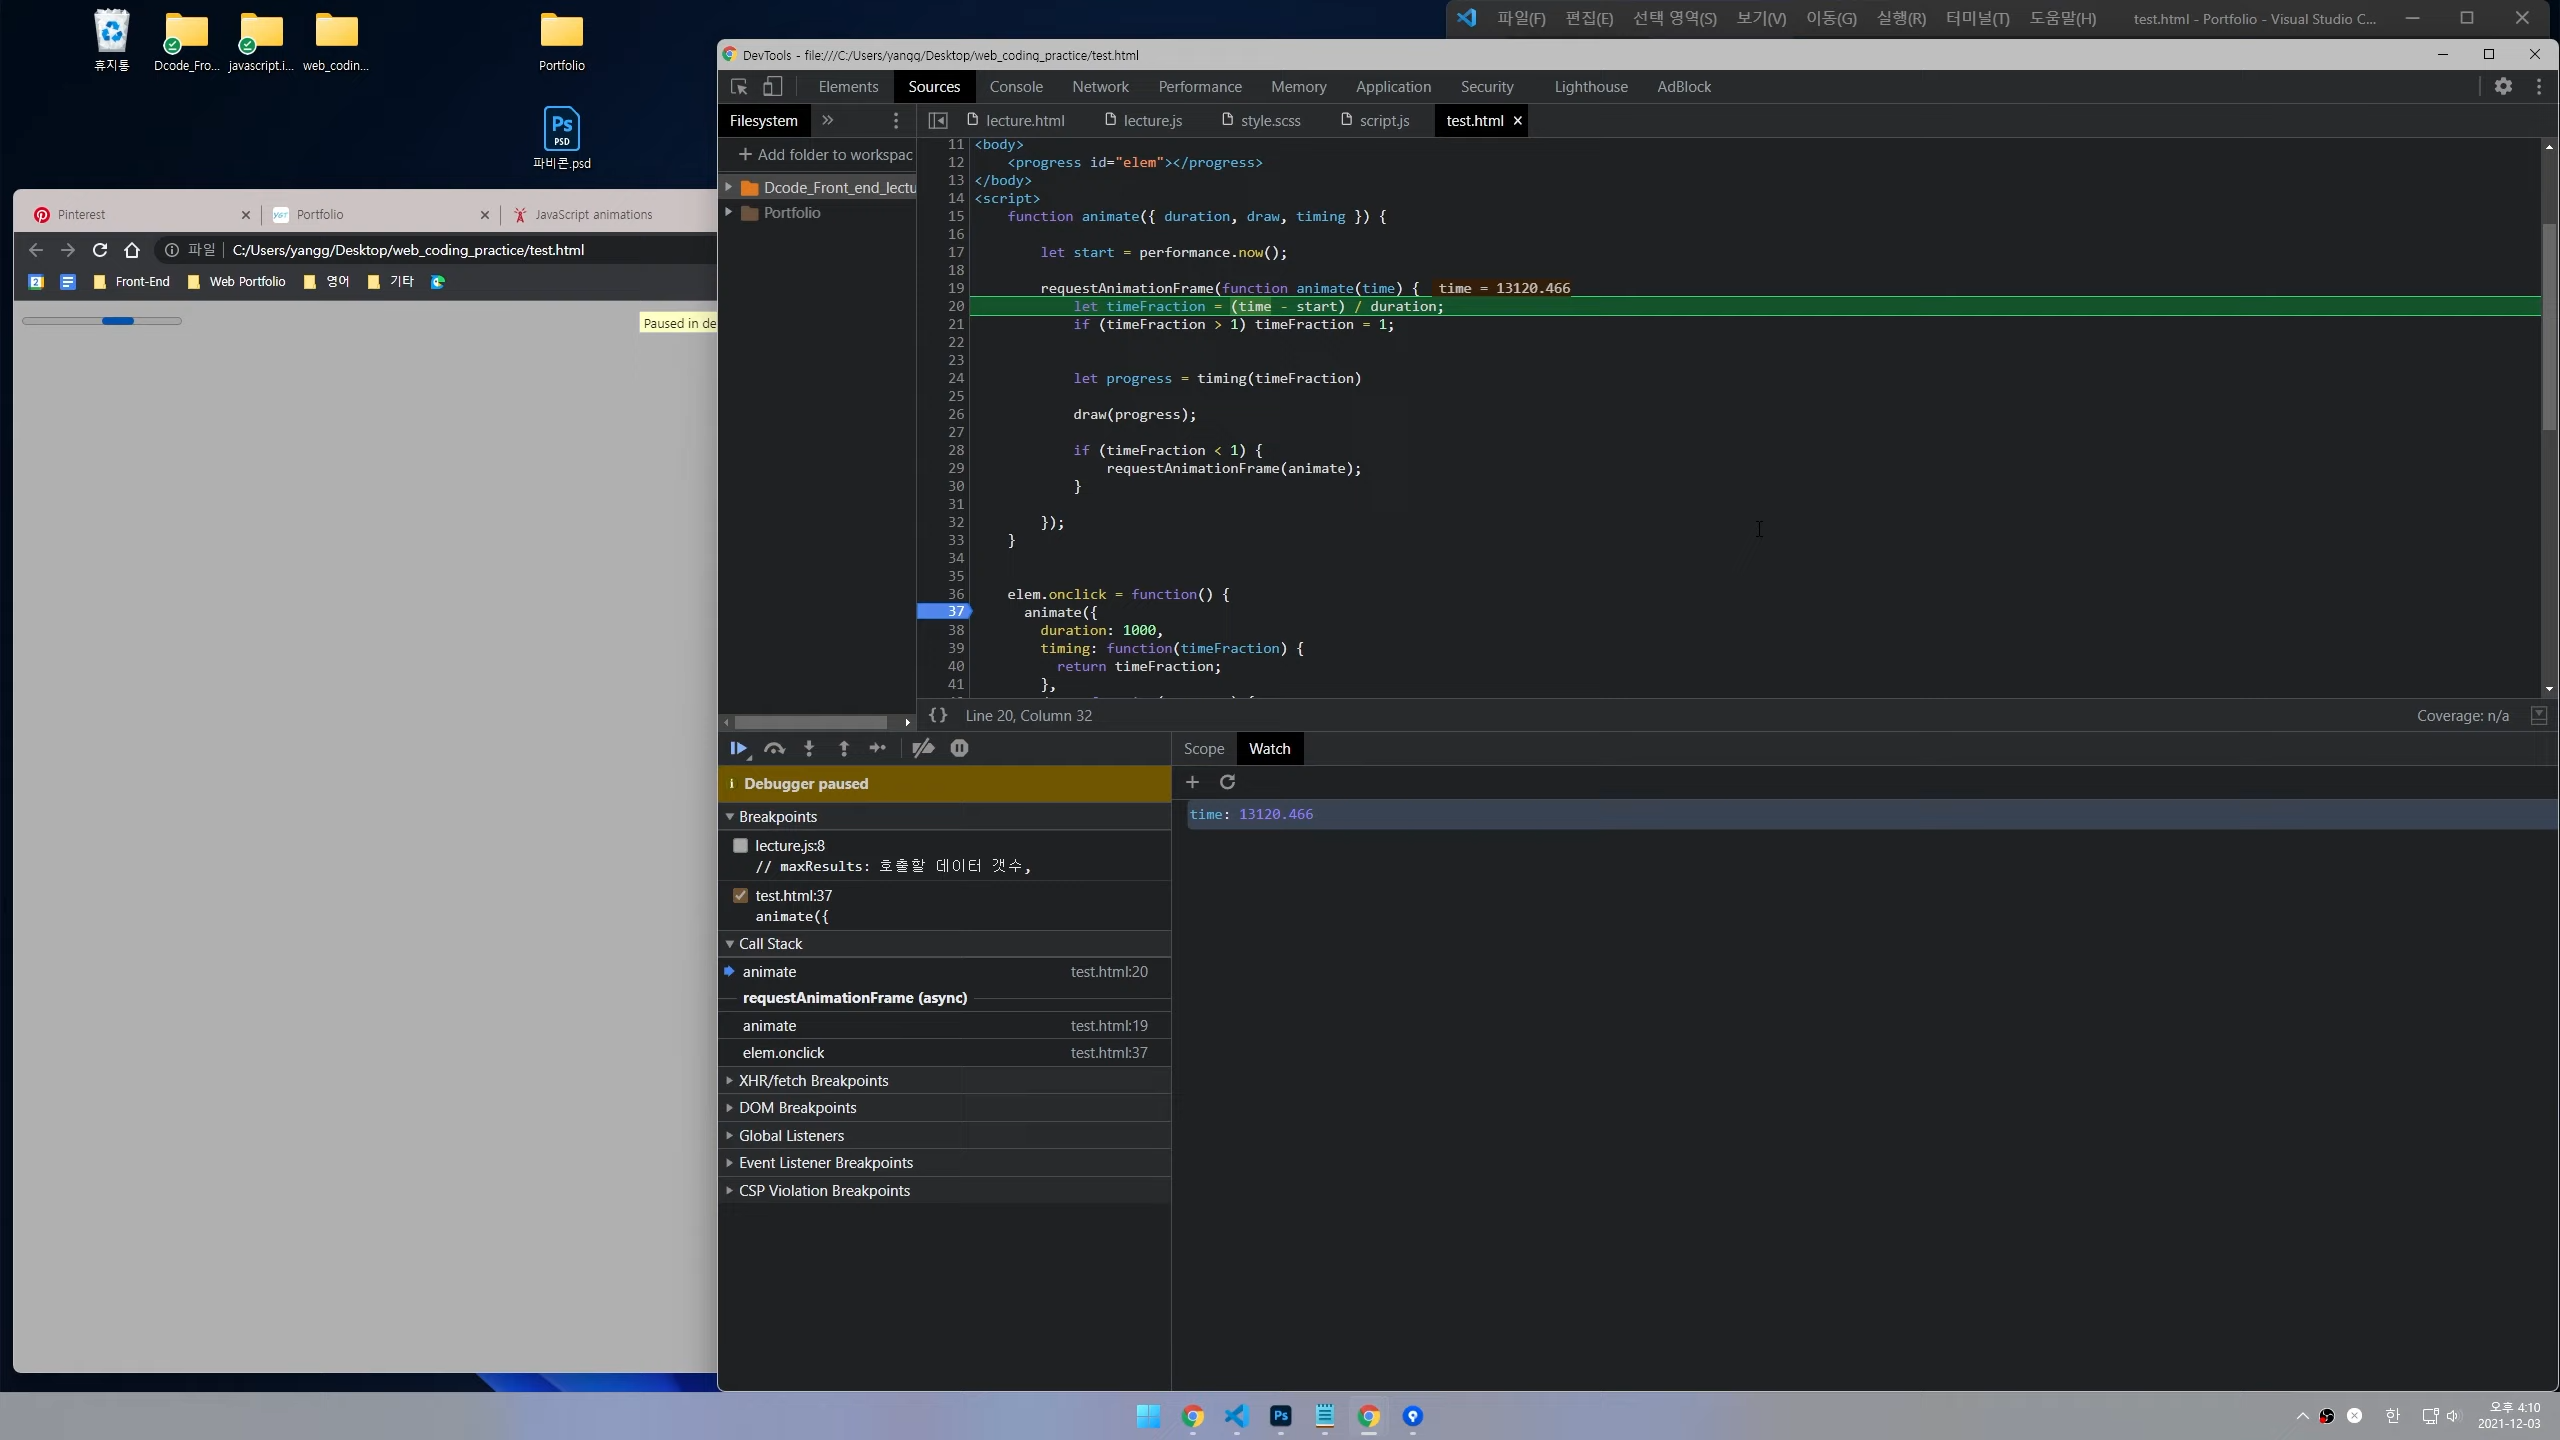 휴지통
Dcode_Fro...
javascript.i...
web_codin...
Portfolio
Ps
PSD
파비콘.psd
파일(F) 편집(E) 선택 영역(S) 보기(V) 이동(G) 실행(R) 터미널(T) 도움말(H) test.html - Portfolio - Visual Studio C...
Pinterest
Portfolio
JavaScript animations
파일 C:/Users/yangg/Desktop/web_coding_practice/test.html
Front-End Web Portfolio 영어 기타
Paused in de
DevTools - file:///C:/Users/yangg/Desktop/web_coding_practice/test.html
Elements Sources Console Network Performance Memory Application Security Lighthouse AdBlock
Filesystem
lecture.html lecture.js style.scss script.js test.html
+ Add folder to workspac
Dcode_Front_end_lectu
Portfolio
11 <body>
12 <progress id="elem"></progress>
13 </body>
14 <script>
15 function animate({ duration, draw, timing }) {
16
17 let start = performance.now();
18
19 requestAnimationFrame(function animate(time) { time = 13120.466
20 let timeFraction = (time - start) / duration;
21 if (timeFraction > 1) timeFraction = 1;
22
23
24 let progress = timing(timeFraction)
25
26 draw(progress);
27
28 if (timeFraction < 1) {
29 requestAnimationFrame(animate);
30 }
31
32 });
33 }
34
35
36 elem.onclick = function() {
37 animate({
38 duration: 1000,
39 timing: function(timeFraction) {
40 return timeFraction;
41 },
{} Line 20, Column 32
Coverage: n/a
Debugger paused
Breakpoints
lecture.js:8
// maxResults: 호출할 데이터 갯수,
test.html:37
animate({
Call Stack
animate test.html:20
requestAnimationFrame (async)
animate test.html:19
elem.onclick test.html:37
XHR/fetch Breakpoints
DOM Breakpoints
Global Listeners
Event Listener Breakpoints
CSP Violation Breakpoints
Scope Watch
time: 13120.466
Ps
한
오후 4:10
2021-12-03